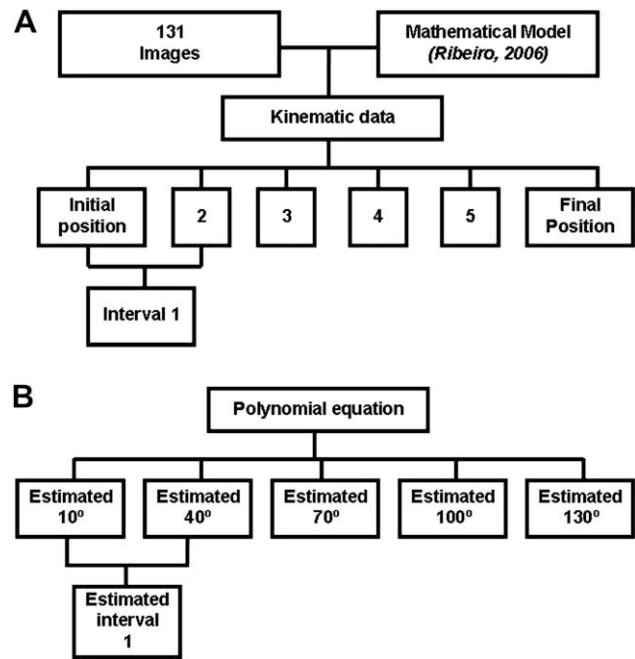 A
131
Images
Mathematical Model
(Ribeiro, 2006)
Kinematic data
Initial
position
2
3
4
5
Final
Position
Interval 1
B
Polynomial equation
Estimated
10º
Estimated
40º
Estimated
70º
Estimated
100º
Estimated
130º
Estimated
interval
1